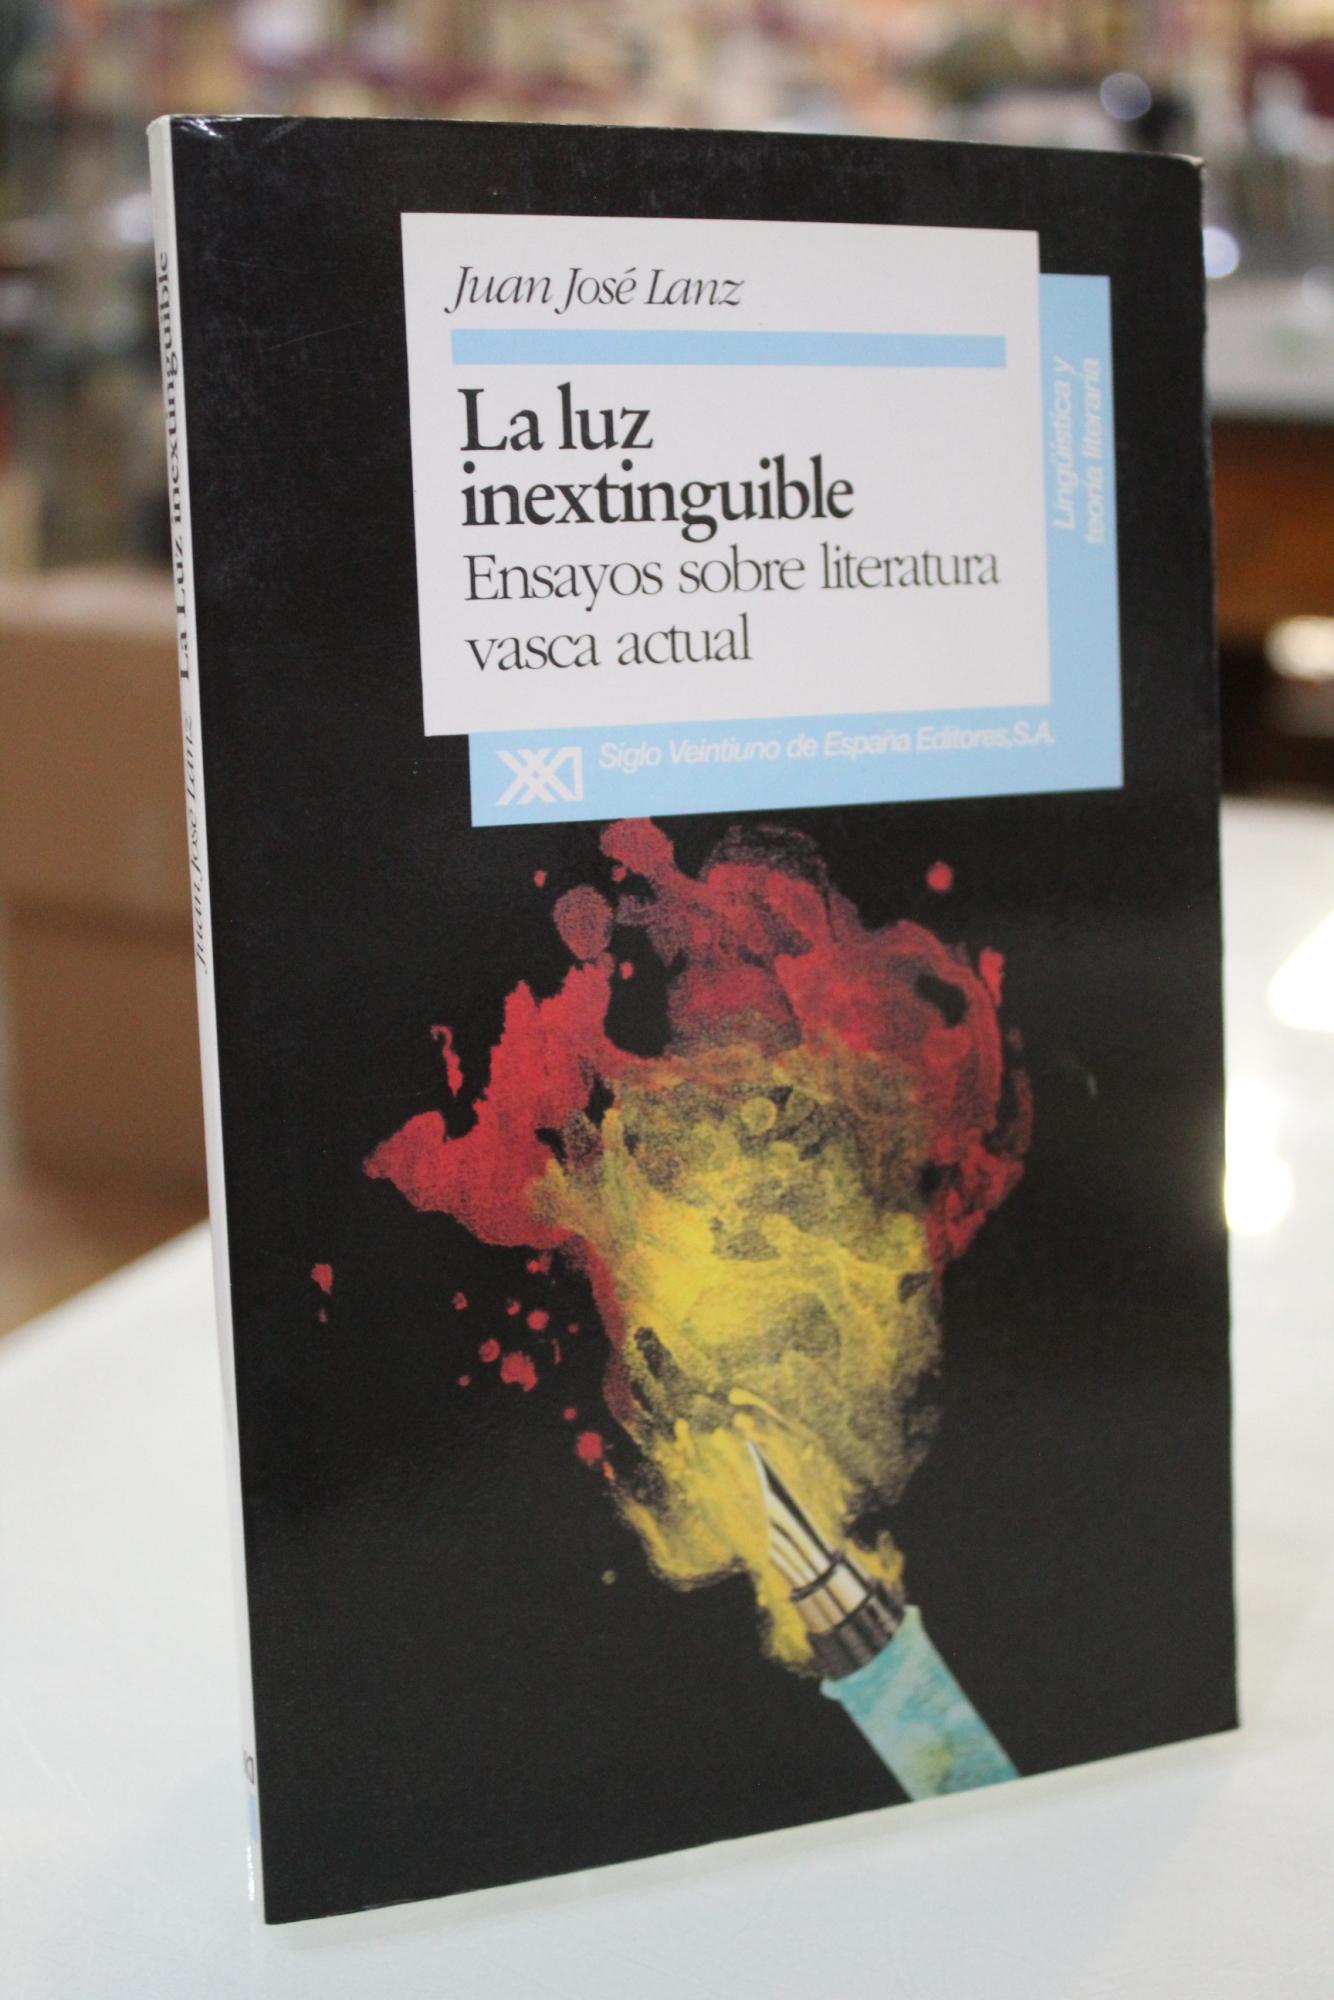 Juan José Lanz
La luz
inextinguible
Ensayos sobre literatura
vasca actual
Lingüística y
teoría literaria
Siglo Veintiuno de España Editores, S.A.
Juan José Lanz La Luz inextinguible